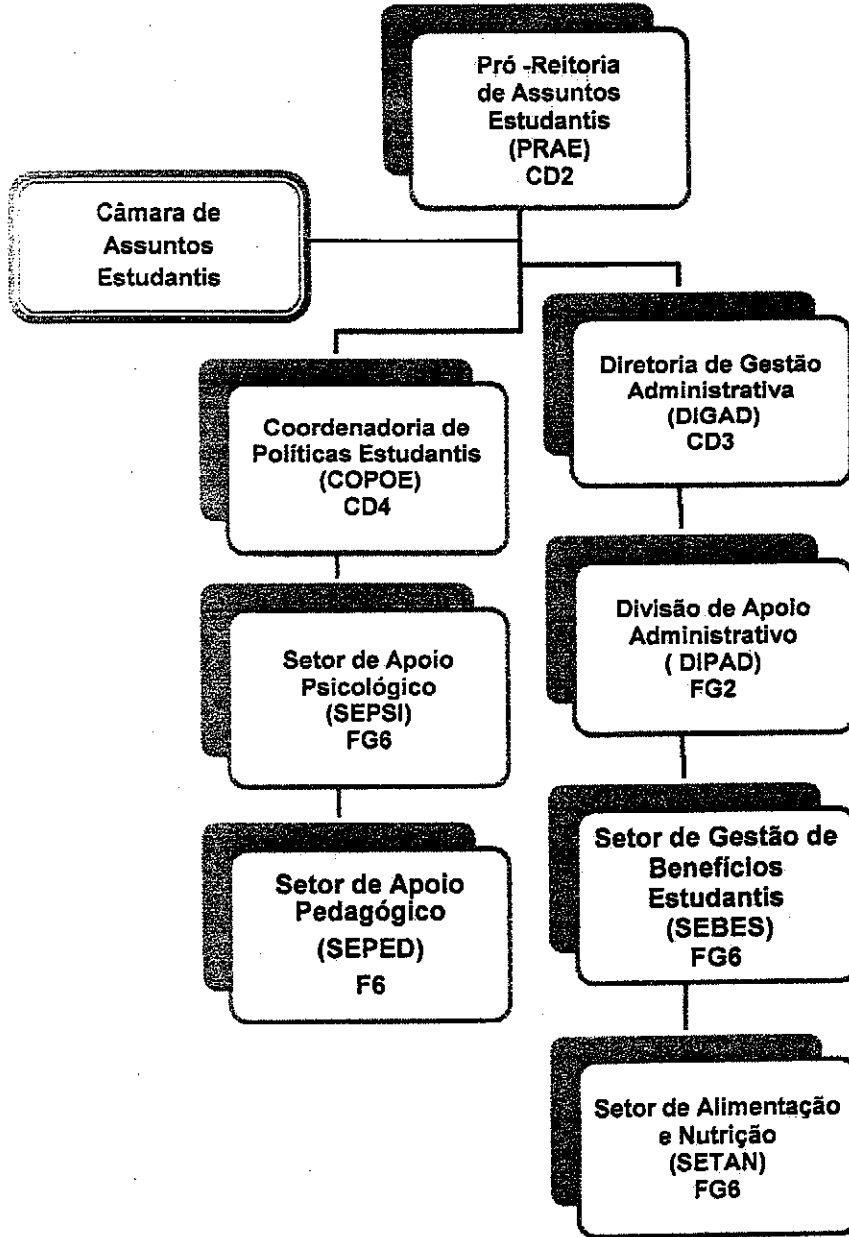 Pró -Reitoria
de Assuntos
Estudantis
(PRAE)
CD2
Câmara de
Assuntos
Estudantis
Coordenadoria de
Políticas Estudantis
(COPOE)
CD4
Setor de Apoio
Psicológico
(SEPSI)
FG6
Setor de Apoio
Pedagógico
(SEPED)
F6
Diretoria de Gestão
Administrativa
(DIGAD)
CD3
Divisão de Apoio
Administrativo
( DIPAD)
FG2
Setor de Gestão de
Benefícios
Estudantis
(SEBES)
FG6
Setor de Alimentação
e Nutrição
(SETAN)
FG6